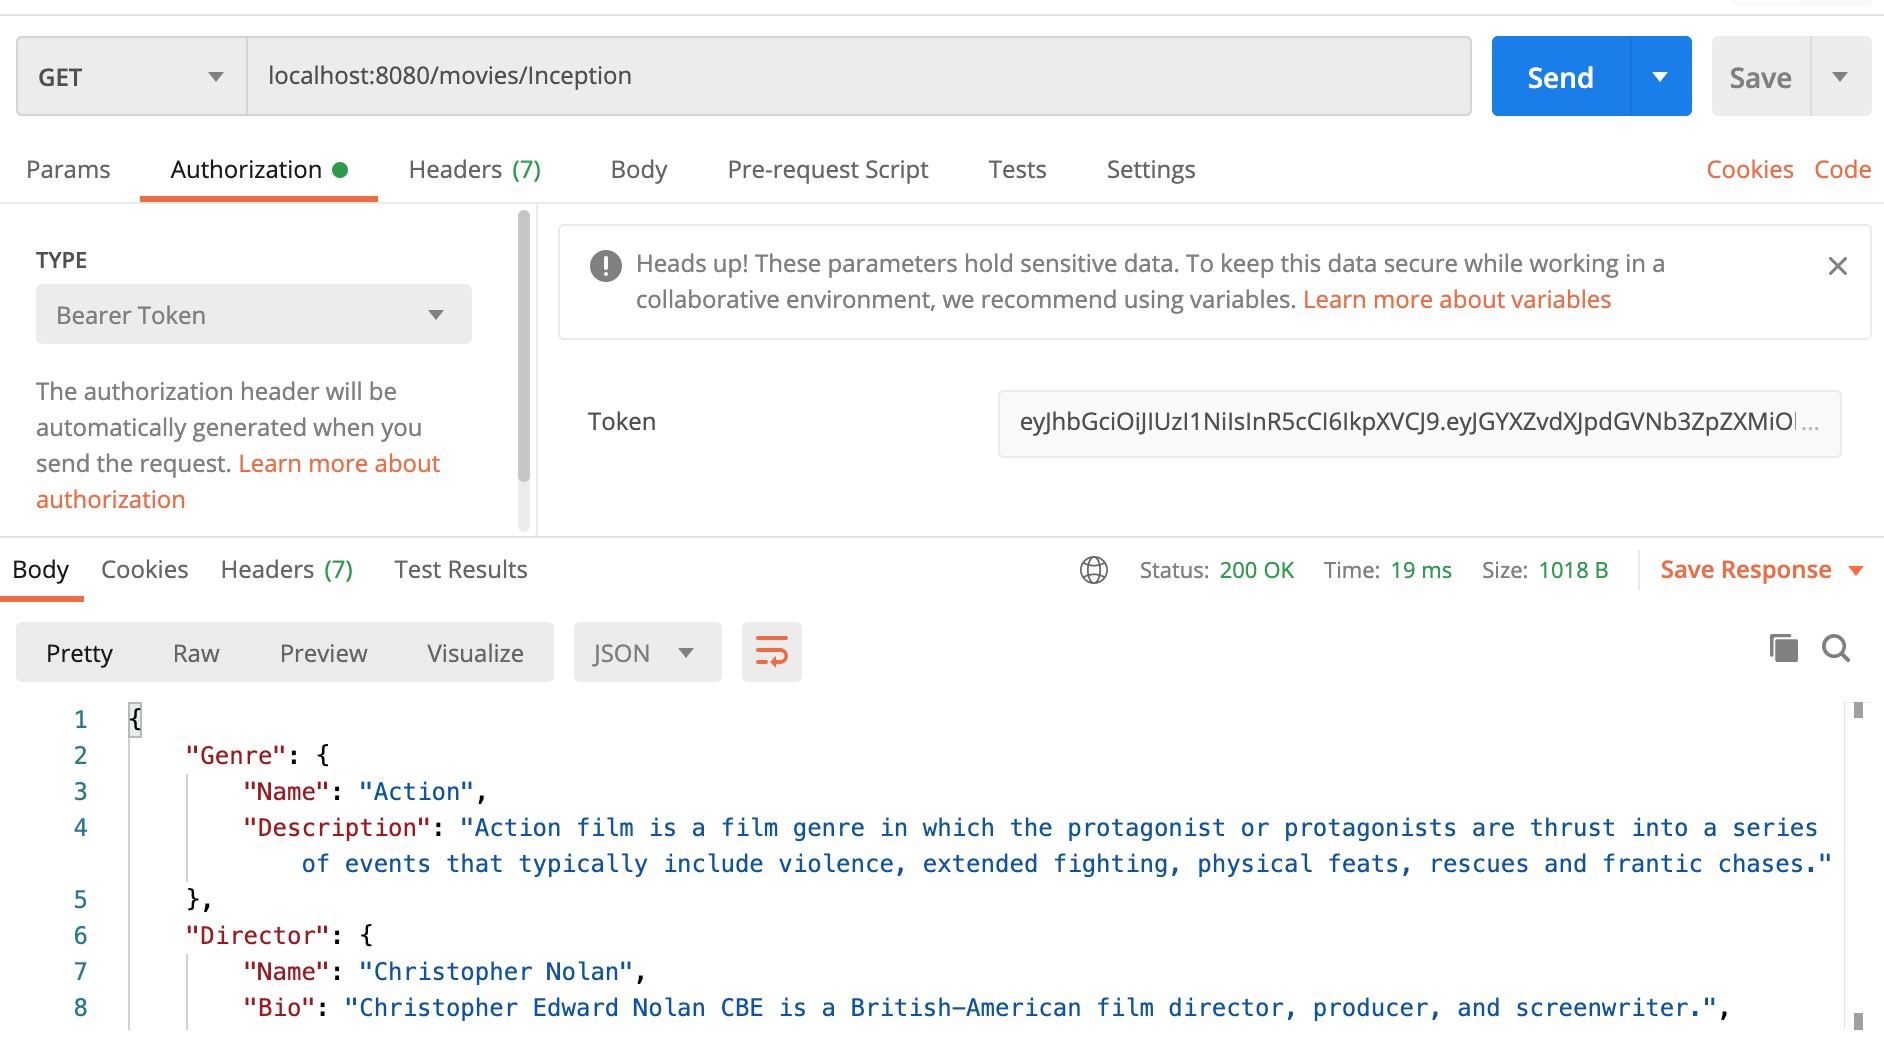 GET localhost:8080/movies/Inception Send Save
Params Authorization Headers (7) Body Pre-request Script Tests Settings Cookies Code
TYPE
Bearer Token
The authorization header will be
automatically generated when you
send the request. Learn more about
authorization
Heads up! These parameters hold sensitive data. To keep this data secure while working in a
collaborative environment, we recommend using variables. Learn more about variables
Token eyJhbGciOiJIUzI1NiIsInR5cCI6IkpXVCJ9.eyJGYXZvdXJpdGVNb3ZpZXMiO ...
Body Cookies Headers (7) Test Results Status: 200 OK Time: 19 ms Size: 1018 B Save Response
Pretty Raw Preview Visualize JSON
1 {
2 "Genre": {
3 "Name": "Action",
4 "Description": "Action film is a film genre in which the protagonist or protagonists are thrust into a series
of events that typically include violence, extended fighting, physical feats, rescues and frantic chases."
5 },
6 "Director": {
7 "Name": "Christopher Nolan",
8 "Bio": "Christopher Edward Nolan CBE is a British-American film director, producer, and screenwriter.",